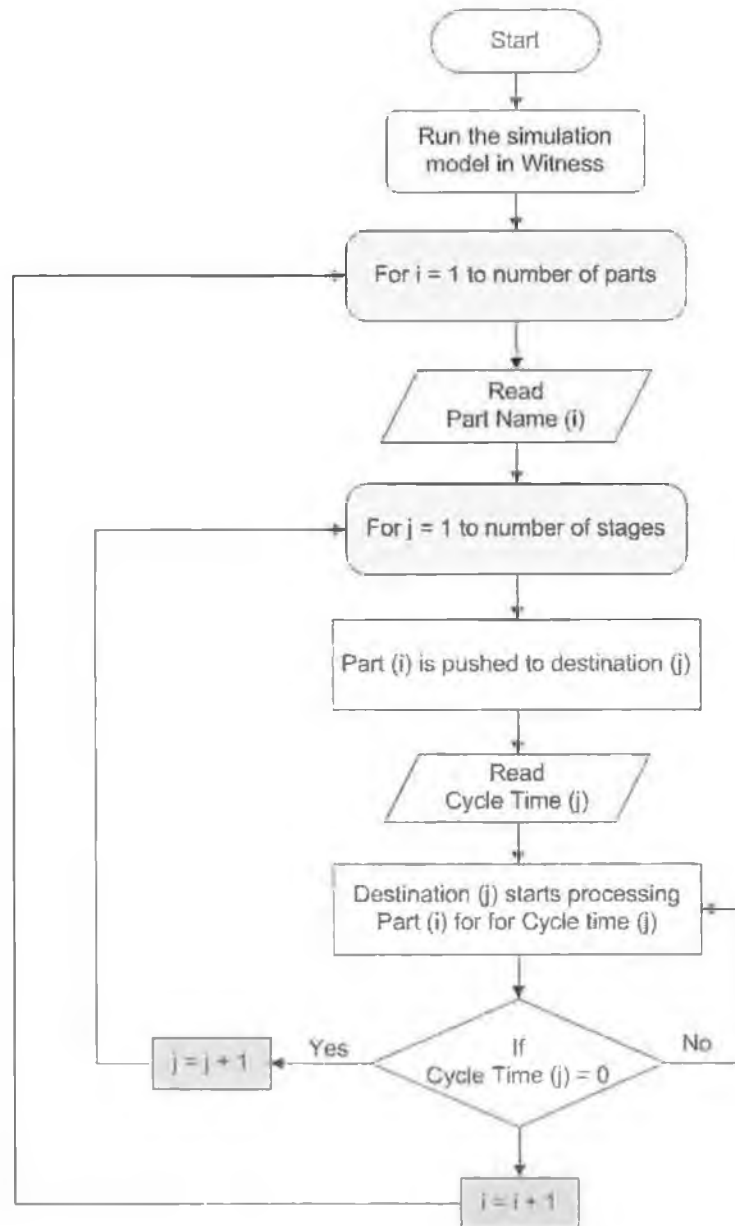 Start
Run the simulation
model in Witness
For i = 1 to number of parts
Read
Part Name (i)
For j = 1 to number of stages
Part (i) is pushed to destination (j)
Read
Cycle Time (j)
Destination (j) starts processing
Part (i) for for Cycle time (j)
j = j + 1
Yes
If
Cycle Time (j) = 0
No
i = i + 1